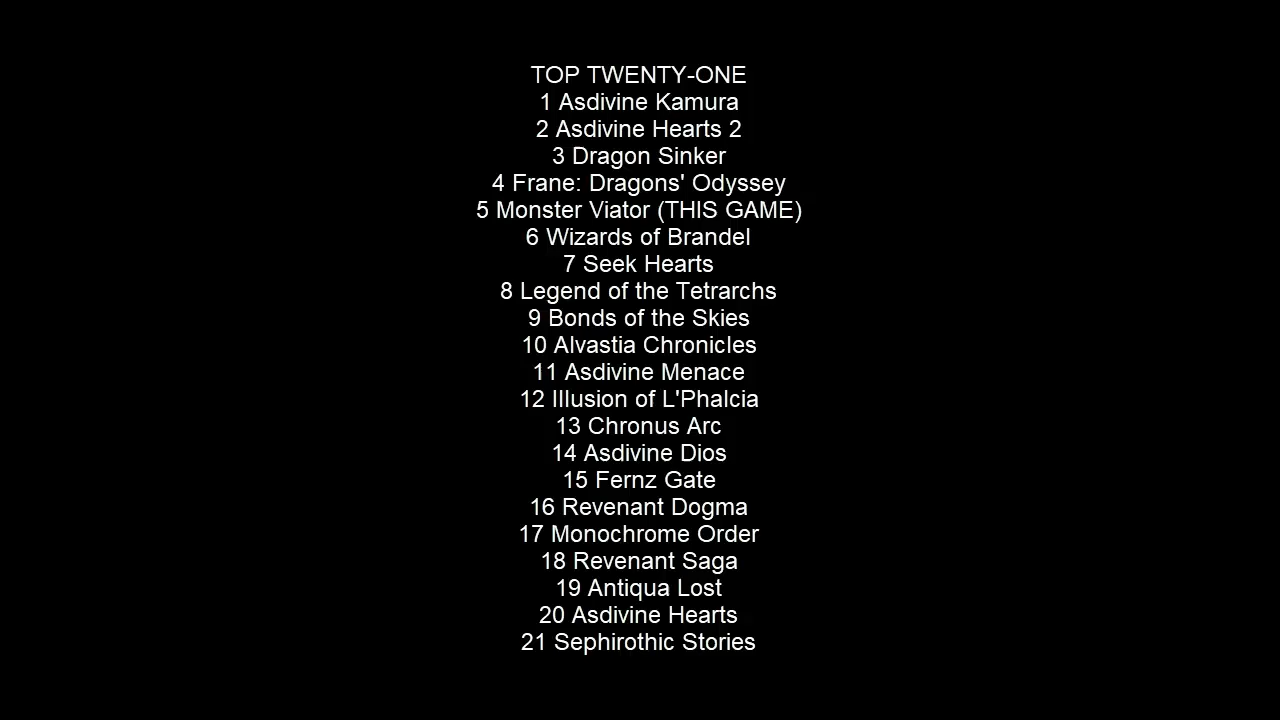 TOP TWENTY-ONE
1 Asdivine Kamura
2 Asdivine Hearts 2
3 Dragon Sinker
4 Frane: Dragons' Odyssey
5 Monster Viator (THIS GAME)
6 Wizards of Brandel
7 Seek Hearts
8 Legend of the Tetrarchs
9 Bonds of the Skies
10 Alvastia Chronicles
11 Asdivine Menace
12 Illusion of L'Phalcia
13 Chronus Arc
14 Asdivine Dios
15 Fernz Gate
16 Revenant Dogma
17 Monochrome Order
18 Revenant Saga
19 Antiqua Lost
20 Asdivine Hearts
21 Sephirothic Stories